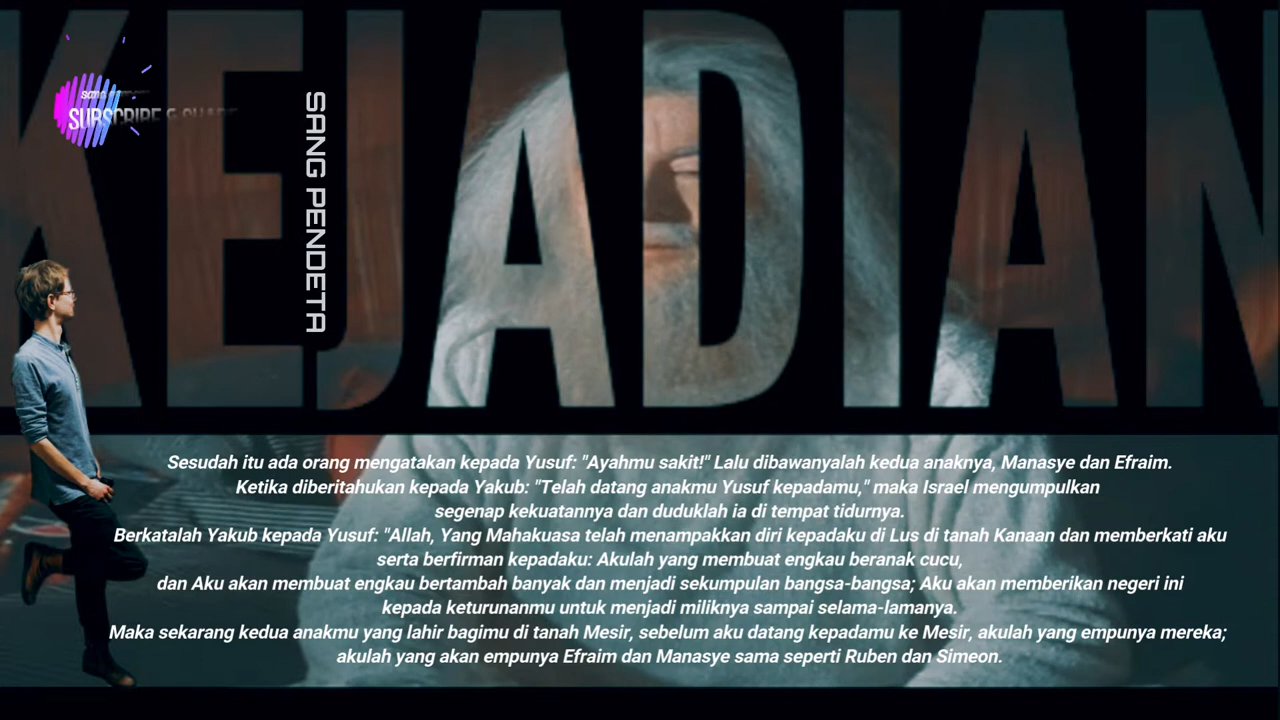 KEJADIAN
SUBSCRIBE & SHARE
SANG PENDETA
Sesudah itu ada orang mengatakan kepada Yusuf: "Ayahmu sakit!" Lalu dibawanyalah kedua anaknya, Manasye dan Efraim.
Ketika diberitahukan kepada Yakub: "Telah datang anakmu Yusuf kepadamu," maka Israel mengumpulkan
segenap kekuatannya dan duduklah ia di tempat tidurnya.
Berkatalah Yakub kepada Yusuf: "Allah, Yang Mahakuasa telah menampakkan diri kepadaku di Lus di tanah Kanaan dan memberkati aku
serta berfirman kepadaku: Akulah yang membuat engkau beranak cucu,
dan Aku akan membuat engkau bertambah banyak dan menjadi sekumpulan bangsa-bangsa; Aku akan memberikan negeri ini
kepada keturunanmu untuk menjadi miliknya sampai selama-lamanya.
Maka sekarang kedua anakmu yang lahir bagimu di tanah Mesir, sebelum aku datang kepadamu ke Mesir, akulah yang empunya mereka;
akulah yang akan empunya Efraim dan Manasye sama seperti Ruben dan Simeon.